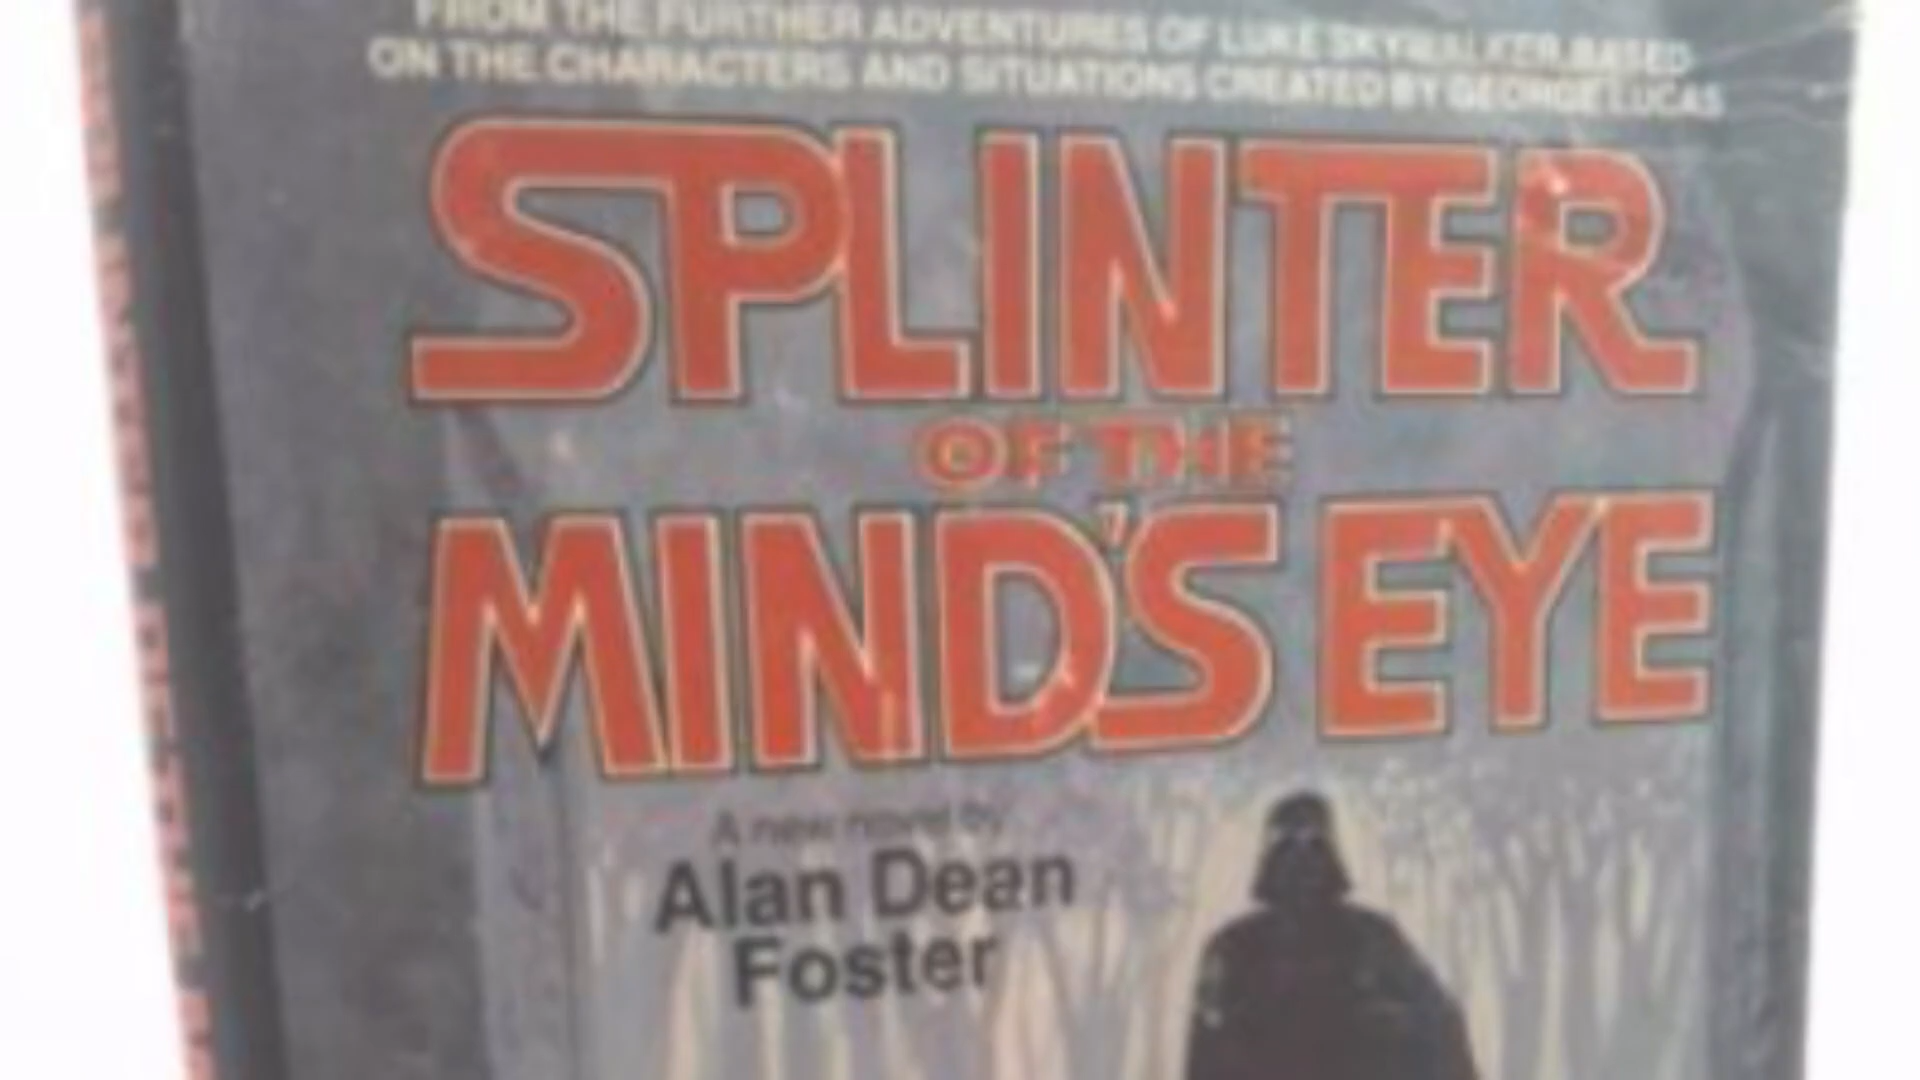 FROM THE FURTHER ADVENTURES OF LUKE SKYWALKER, BASED
ON THE CHARACTERS AND SITUATIONS CREATED BY GEORGE LUCAS
SPLINTER
OF THE
MIND'S EYE
A new novel by
Alan Dean
Foster